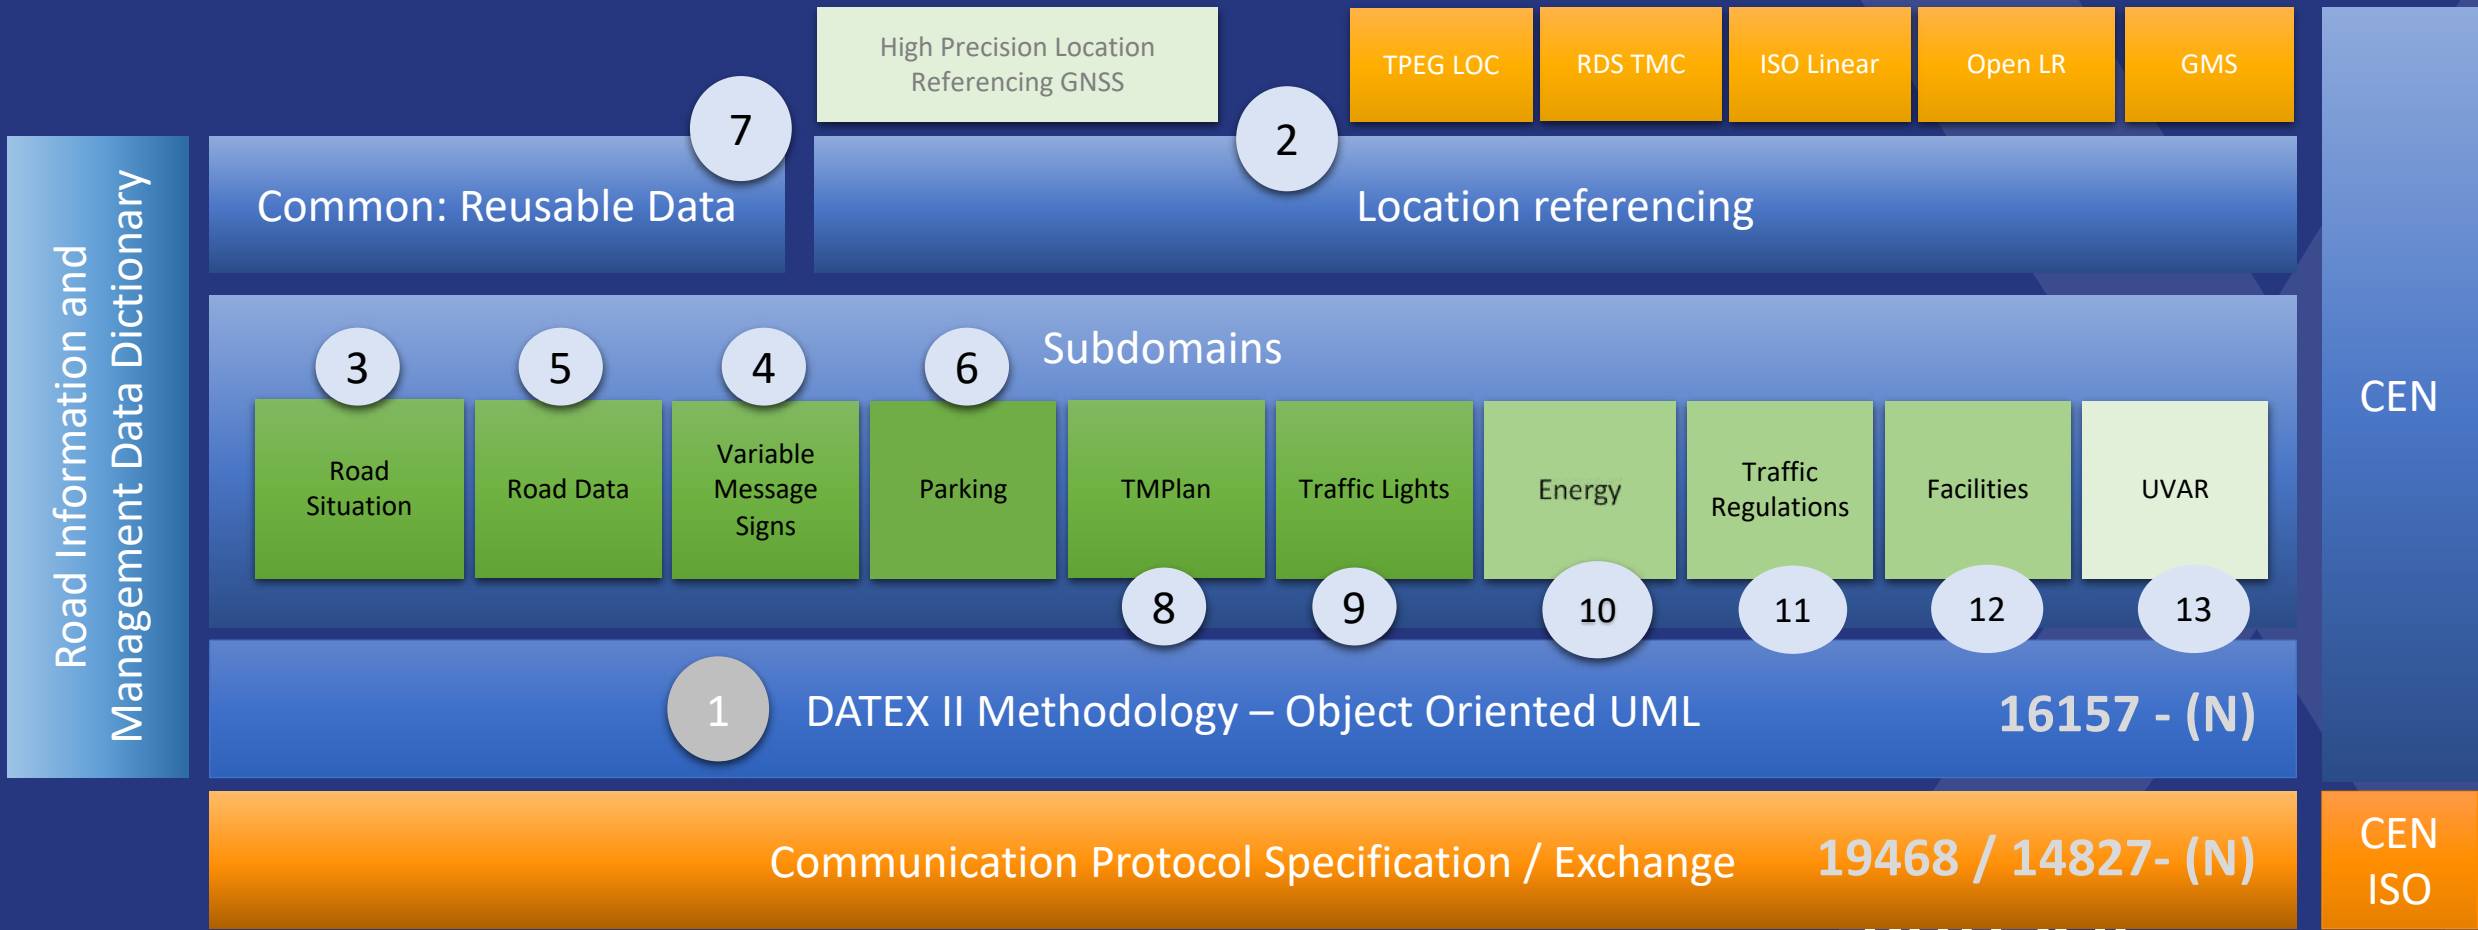 High Precision Location
Referencing GNSS
TPEG LOC
RDS TMC
ISO Linear
Open LR
GMS
7
2
Common: Reusable Data
Location referencing
Road Information and
Management Data Dictionary
CEN
Subdomains
3
5
4
6
Road
Situation
Road Data
Variable
Message
Signs
Parking
TMPlan
Traffic Lights
Energy
Traffic
Regulations
Facilities
UVAR
8
9
10
11
12
13
1
DATEX II Methodology – Object Oriented UML
16157 - (N)
Communication Protocol Specification / Exchange
19468 / 14827- (N)
CEN
ISO